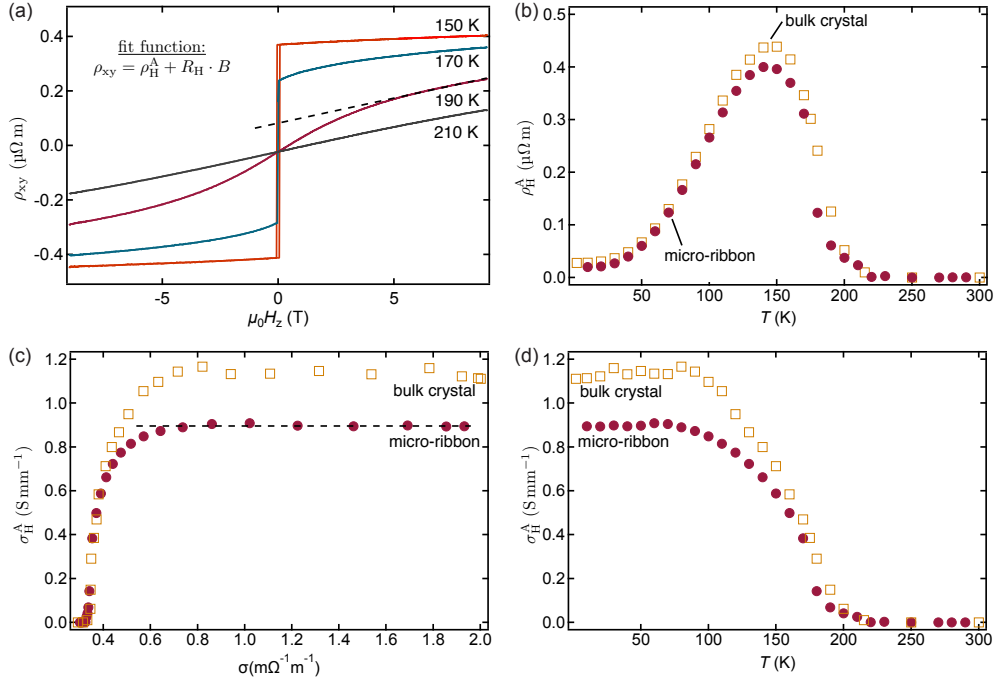 (a)
fit function:
ρxy = ρ_H^A + R_H · B
150 K
170 K
190 K
210 K
0.4
0.2
0.0
-0.2
-0.4
ρxy (μΩ m)
-5
0
5
μ0Hz (T)
(b)
bulk crystal
micro-ribbon
0.5
0.4
0.3
0.2
0.1
0.0
ρ_H^A (μΩ m)
50
100
150
200
250
300
T (K)
(c)
bulk crystal
micro-ribbon
1.2
1.0
0.8
0.6
0.4
0.2
0.0
σ_H^A (S mm⁻¹)
0.4
0.6
0.8
1.0
1.2
1.4
1.6
1.8
2.0
σ(mΩ⁻¹m⁻¹)
(d)
bulk crystal
micro-ribbon
1.2
1.0
0.8
0.6
0.4
0.2
0.0
σ_H^A (S mm⁻¹)
50
100
150
200
250
300
T (K)